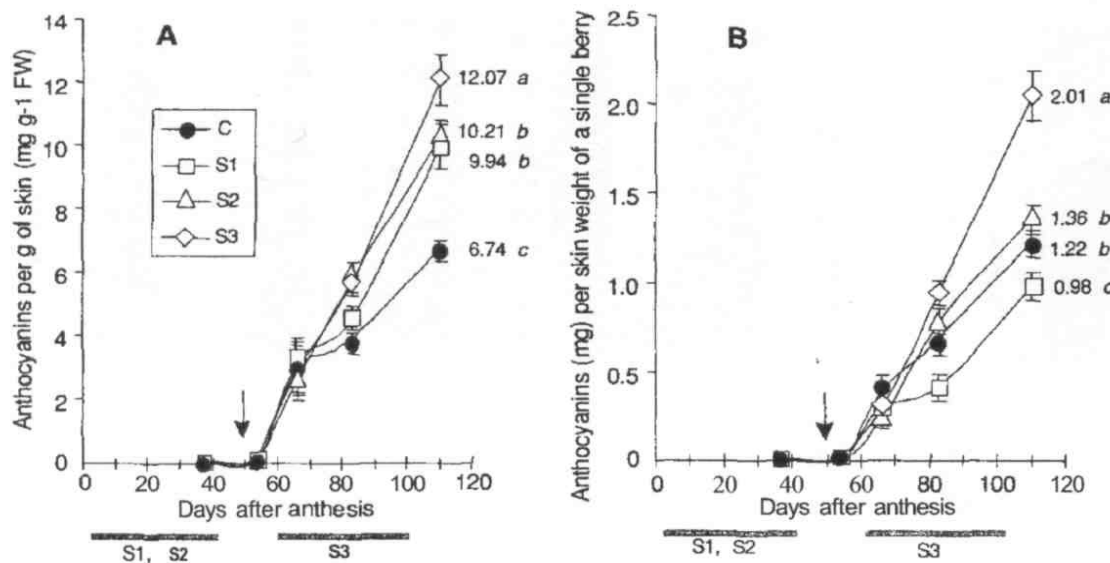 A
Anthocyanins per g of skin (mg g-1 FW)
14
12
10
8
6
4
2
0
C
S1
S2
S3
12.07 a
10.21 b
9.94 b
6.74 c
0 20 40 60 80 100 120
Days after anthesis
S1, S2 S3
B
Anthocyanins (mg) per skin weight of a single berry
2.5
2.0
1.5
1.0
0.5
0
2.01 a
1.36 b
1.22 b
0.98 c
0 20 40 60 80 100 120
Days after anthesis
S1, S2 S3